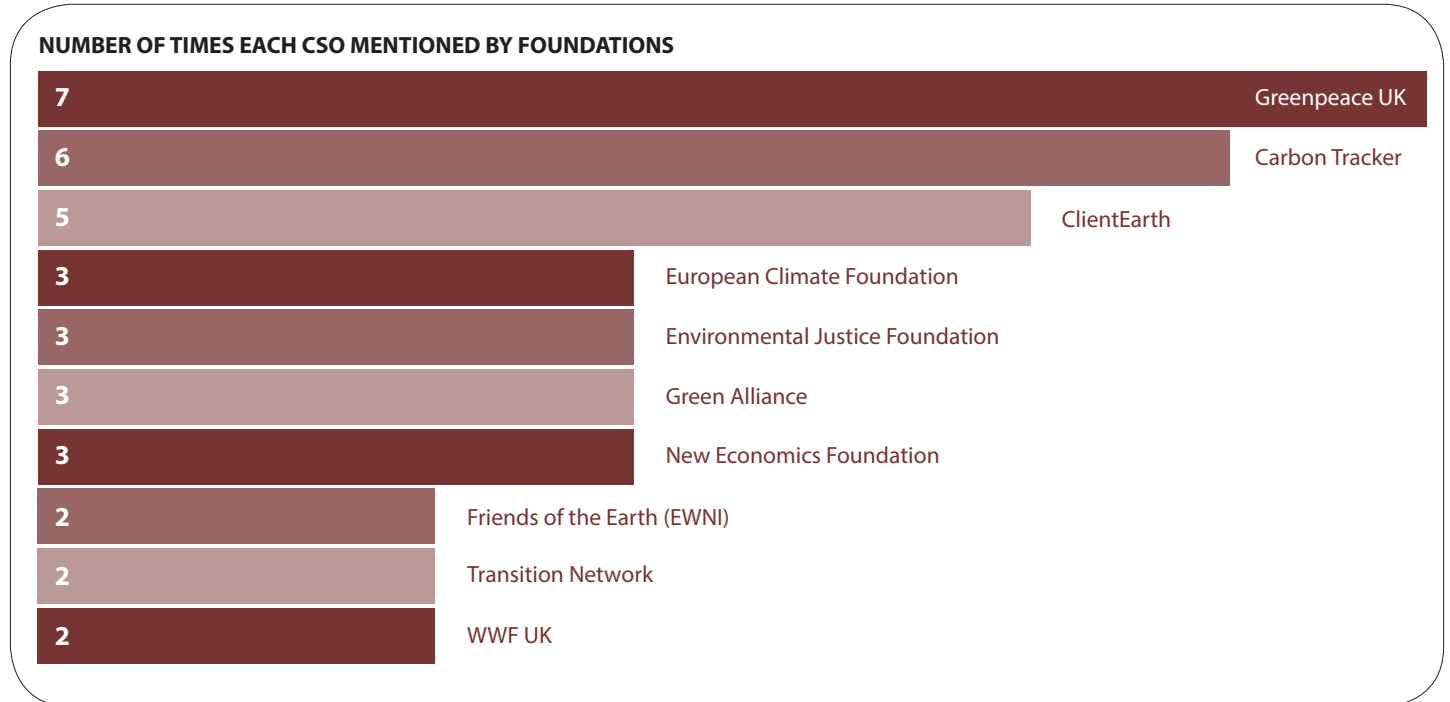 NUMBER OF TIMES EACH CSO MENTIONED BY FOUNDATIONS
7 Greenpeace UK
6 Carbon Tracker
5 ClientEarth
3 European Climate Foundation
3 Environmental Justice Foundation
3 Green Alliance
3 New Economics Foundation
2 Friends of the Earth (EWNI)
2 Transition Network
2 WWF UK